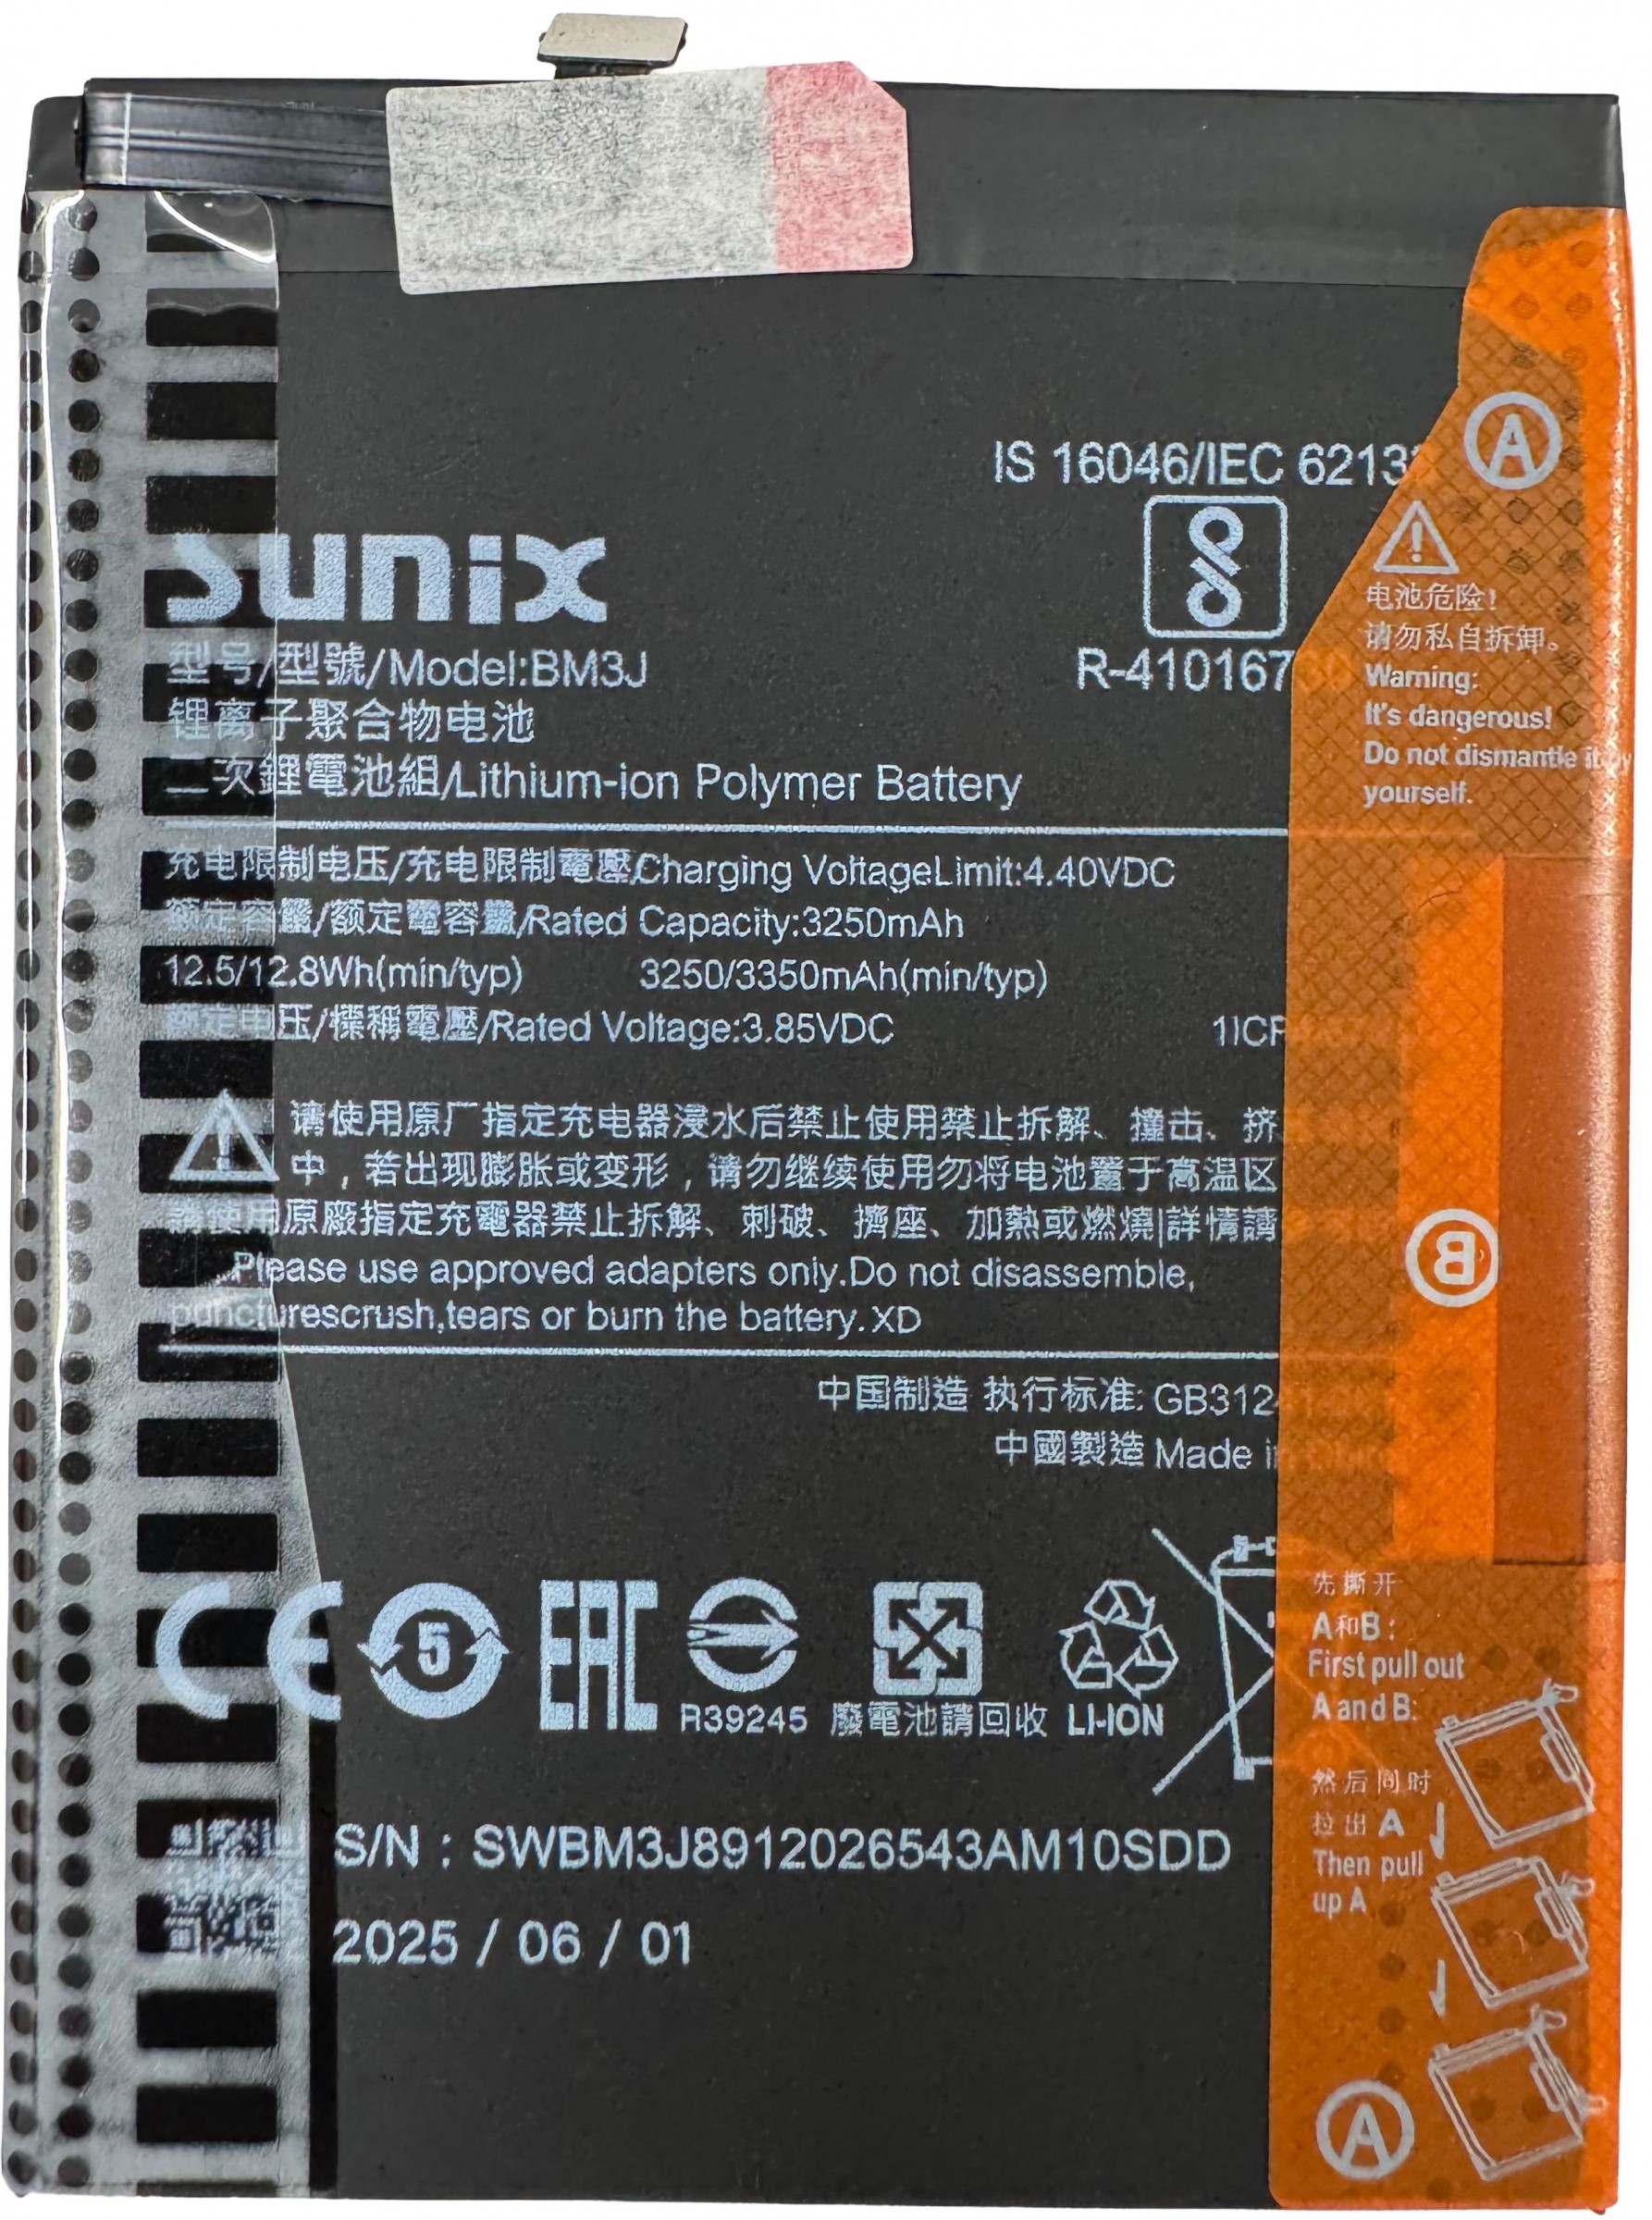 IS 16046/IEC 6213
A
sunix
R-410167
型号/型號/Model:BM3J
锂离子聚合物电池
二次鋰電池組/Lithium-ion Polymer Battery
电池危险!
请勿私自拆卸。
Warning:
It's dangerous!
Do not dismantle it by
yourself.
充电限制电压/充电限制電壓/Charging VoltageLimit:4.40VDC
额定容量/额定電容量/Rated Capacity:3250mAh
12.5/12.8Wh(min/typ) 3250/3350mAh(min/typ)
额定电压/標稱電壓/Rated Voltage:3.85VDC 1ICP
请使用原厂指定充电器浸水后禁止使用禁止拆解、撞击、挤
中，若出现膨胀或变形，请勿继续使用勿将电池置于高温区
請使用原廠指定充電器禁止拆解、刺破、擠座、加熱或燃燒|詳情請
Please use approved adapters only.Do not disassemble,
puncturescrush,tears or burn the battery.XD
B
中国制造 执行标准: GB312
中國製造 Made in
CE 5 EAC
R39245 廢電池請回收 LI-ION
S/N : SWBM3J8912026543AM10SDD
2025 / 06 / 01
先撕开
A和B:
First pull out
A and B:
然后同时
拉出 A
Then pull
up A
A